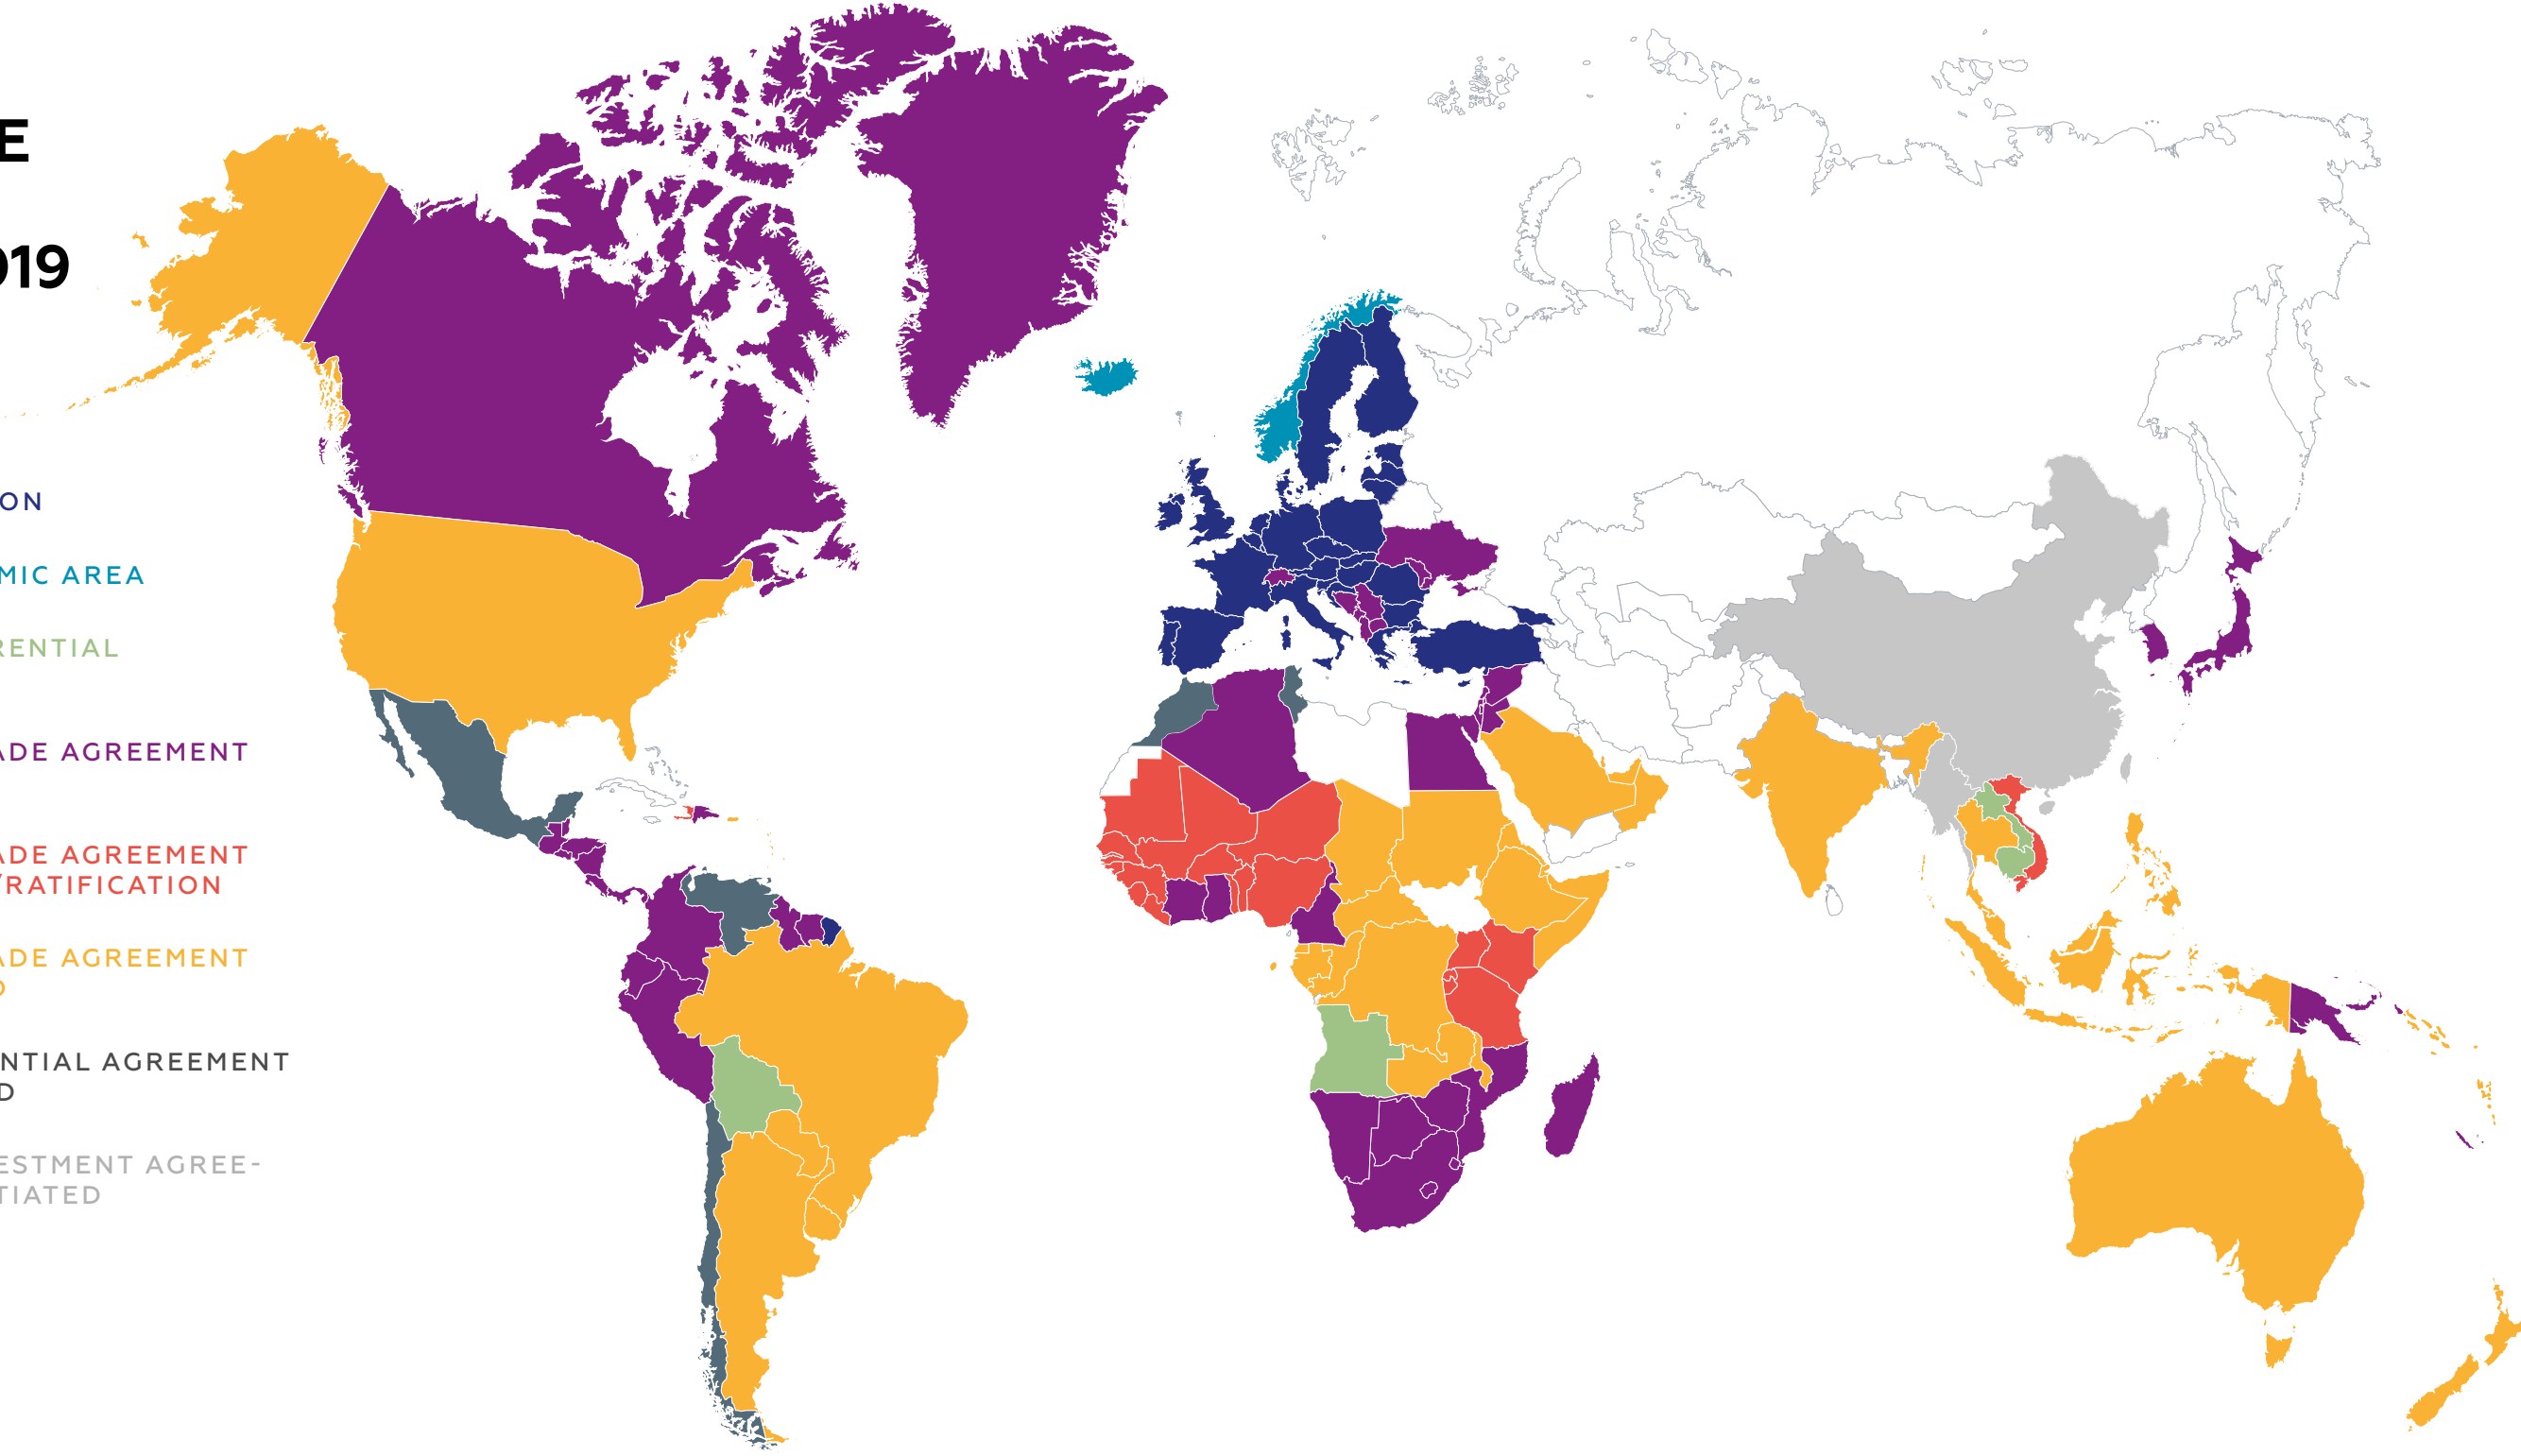 E
019
ON
MIC AREA
RENTIAL
ADE AGREEMENT
ADE AGREEMENT
/RATIFICATION
ADE AGREEMENT
D
NTIAL AGREEMENT
D
ESTMENT AGREE-
TIATED